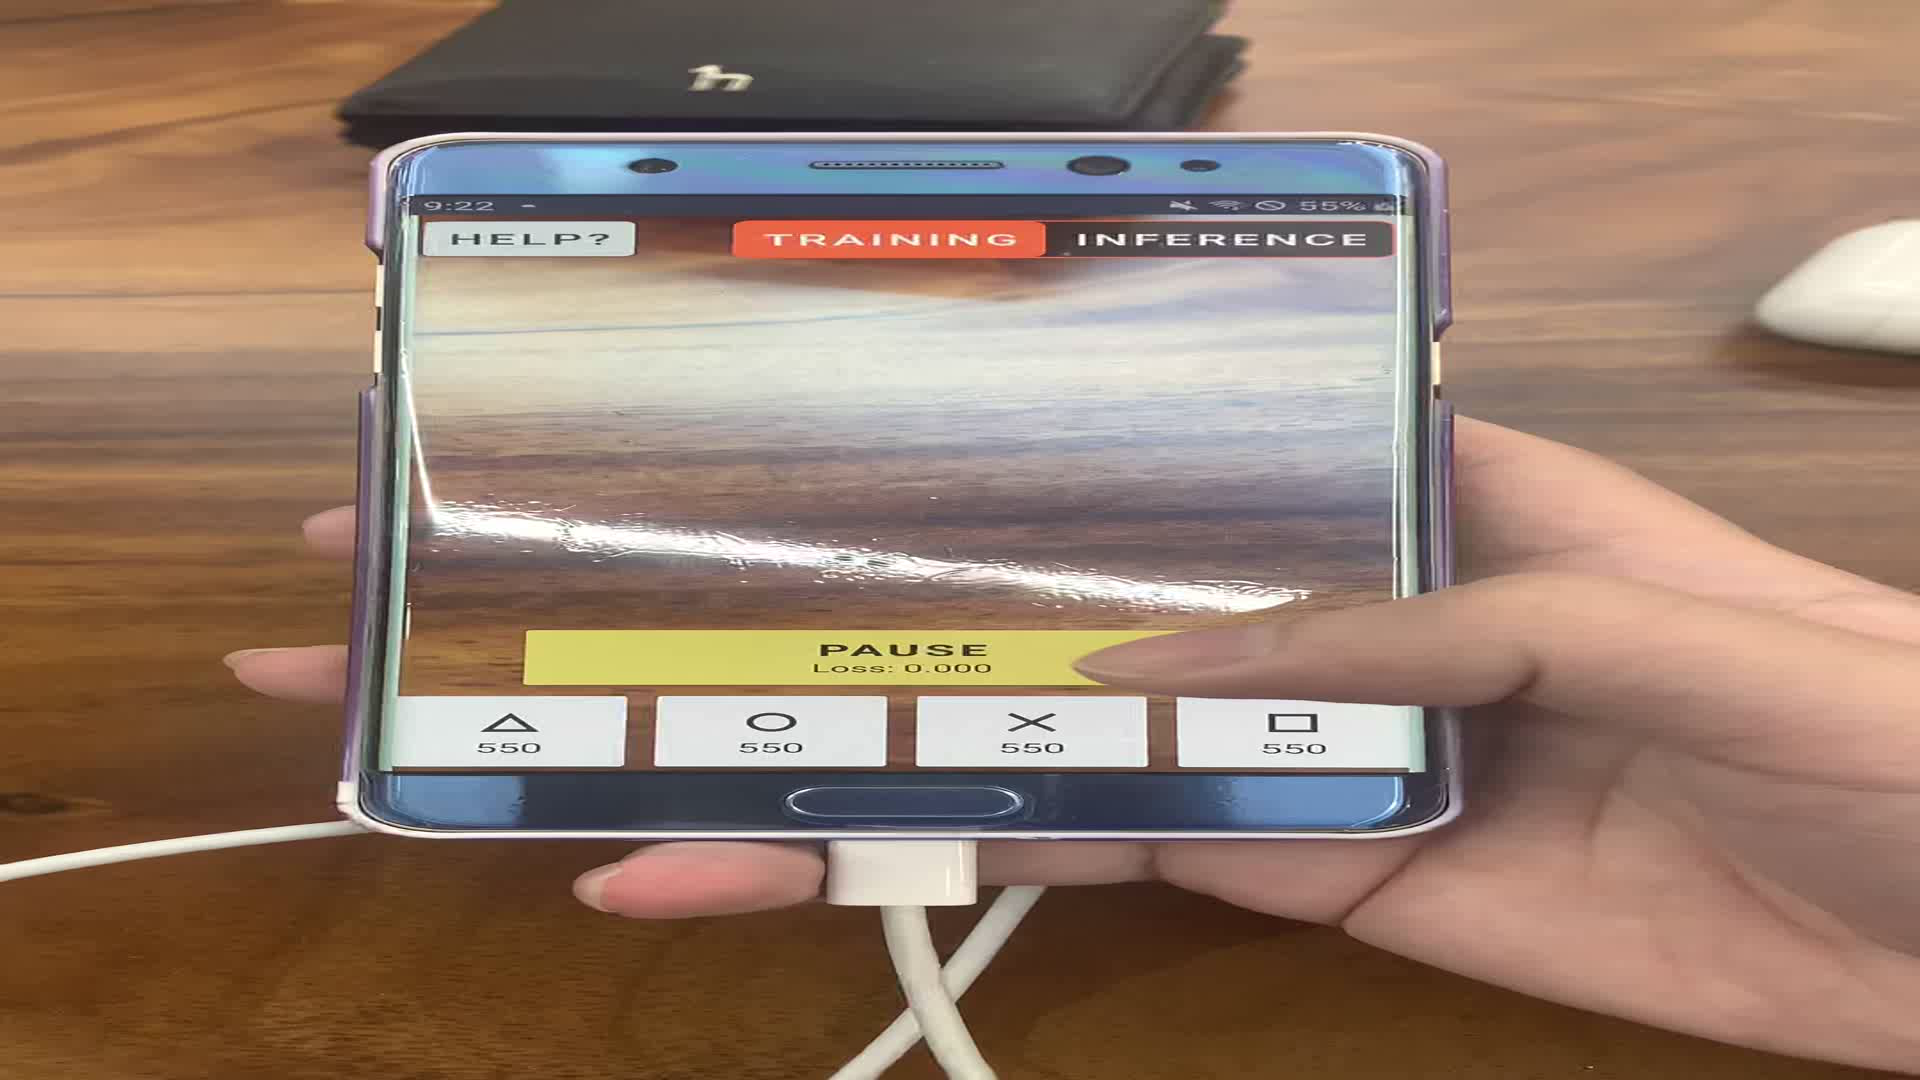 9:22 55%
HELP? TRAINING INFERENCE
PAUSE
Loss: 0.000
550 550 550 550